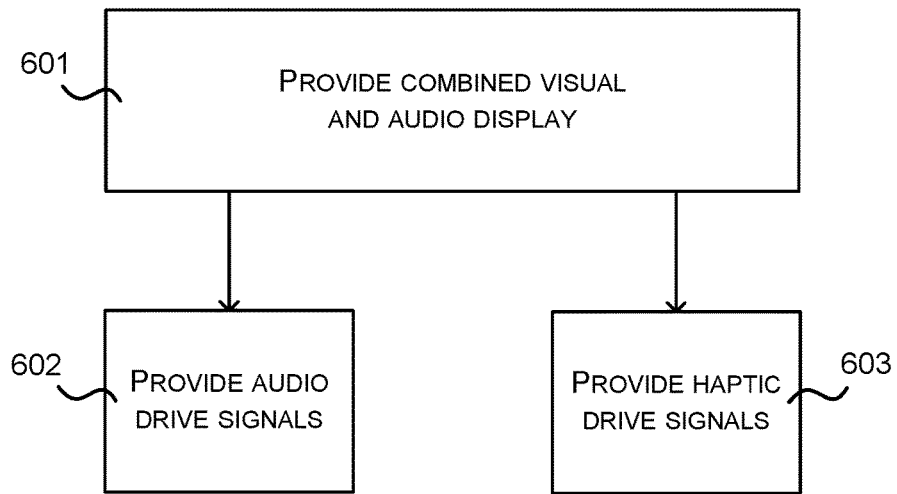 601
PROVIDE COMBINED VISUAL
AND AUDIO DISPLAY
602
PROVIDE AUDIO
DRIVE SIGNALS
603
PROVIDE HAPTIC
DRIVE SIGNALS